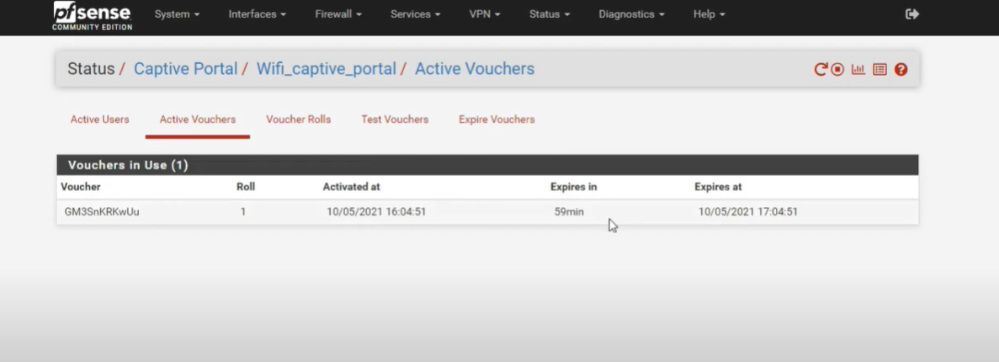 pfsense System Interfaces Firewall Services VPN Status Diagnostics Help
COMMUNITY EDITION
Status / Captive Portal / Wifi_captive_portal / Active Vouchers
Active Users Active Vouchers Voucher Rolls Test Vouchers Expire Vouchers
Vouchers in Use (1)
Voucher Roll Activated at Expires in Expires at
GM3SnKRKwUu 1 10/05/2021 16:04:51 59min 10/05/2021 17:04:51